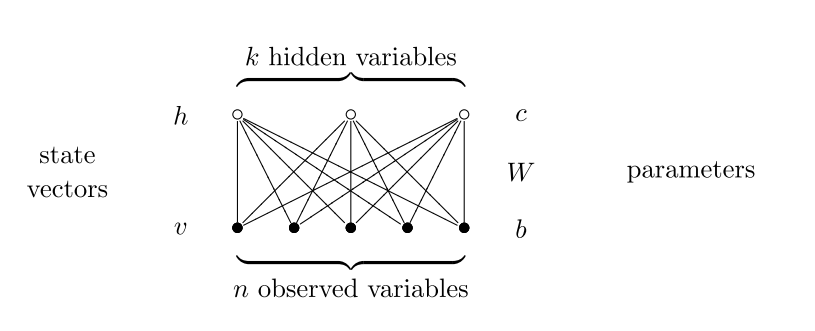 k hidden variables
h
c
state
vectors
W
parameters
v
b
n observed variables